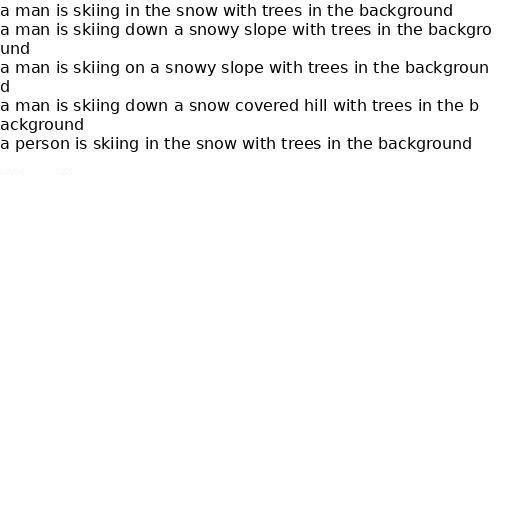 a man is skiing in the snow with trees in the background
a man is skiing down a snowy slope with trees in the backgro
und
a man is skiing on a snowy slope with trees in the backgroun
d
a man is skiing down a snow covered hill with trees in the b
ackground
a person is skiing in the snow with trees in the background